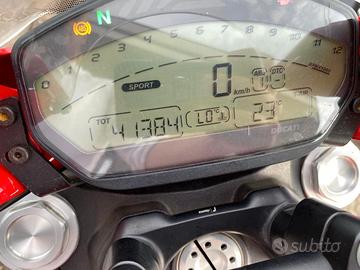 N
0 1 2 3 4 5 6 7 8 9 10 11 12
ABS DTC
SPORT
0 km/h
TOT 41384 LO°C 23°
DUCATI
subito